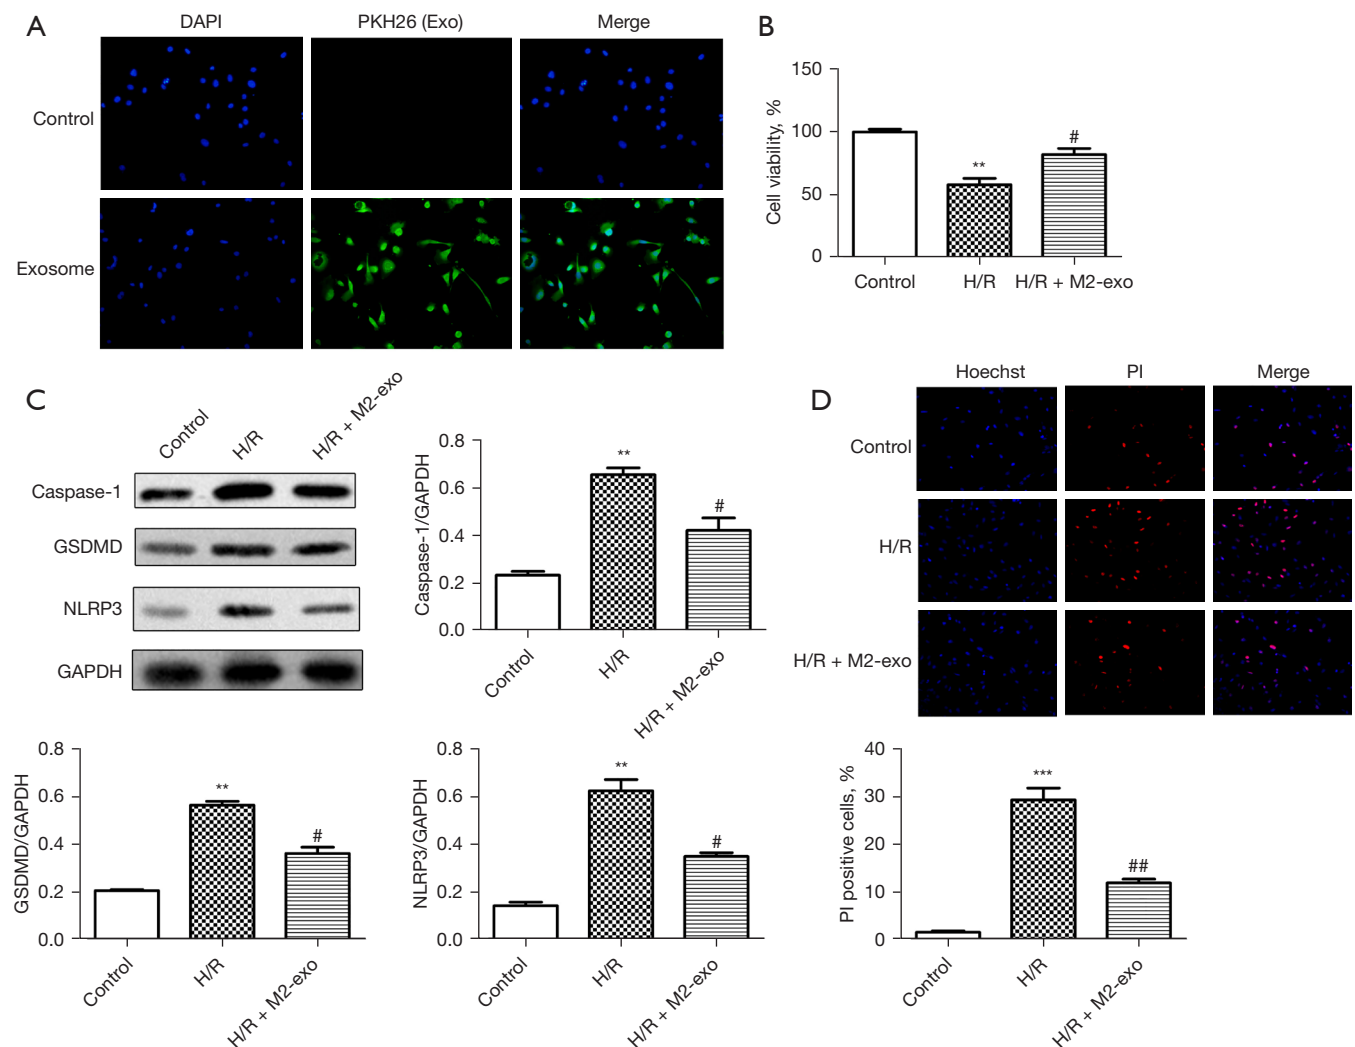 A
DAPI
PKH26 (Exo)
Merge
Control
Exosome
B
Cell viability, %
150
100
50
0
**
#
Control
H/R
H/R + M2-exo
C
Control
H/R
H/R + M2-exo
Caspase-1
GSDMD
NLRP3
GAPDH
Caspase-1/GAPDH
0.8
0.6
0.4
0.2
0.0
**
#
Control
H/R
H/R + M2-exo
D
Hoechst
PI
Merge
Control
H/R
H/R + M2-exo
GSDMD/GAPDH
0.8
0.6
0.4
0.2
0.0
**
#
Control
H/R
H/R + M2-exo
NLRP3/GAPDH
0.8
0.6
0.4
0.2
0.0
**
#
Control
H/R
H/R + M2-exo
PI positive cells, %
40
30
20
10
0
***
##
Control
H/R
H/R + M2-exo